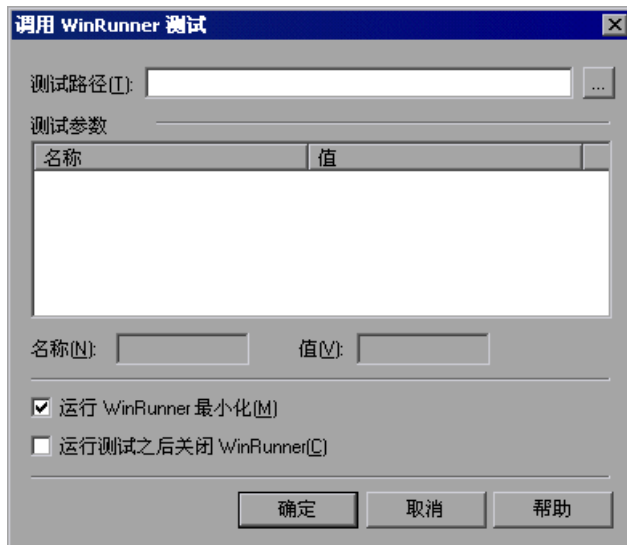 调用 WinRunner 测试
测试路径(T): ...
测试参数
名称 值
名称(N): 值(V):
运行 WinRunner 最小化(M)
运行测试之后关闭 WinRunner(C)
确定 取消 帮助